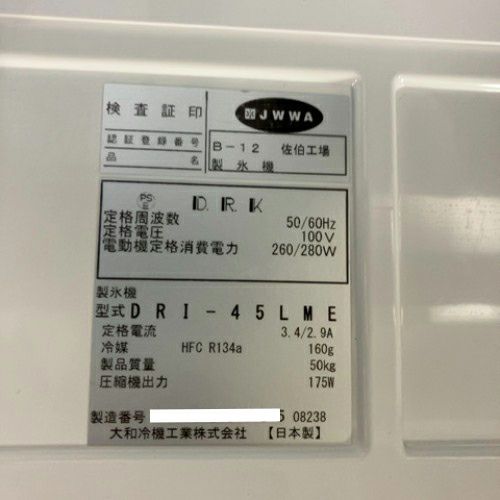 検査証印
JWWA
認証登録番号 B-12 佐伯工場
品名 製氷機
PS
E
D.R.K
定格周波数 50/60Hz
定格電圧 100V
電動機定格消費電力 260/280W
製氷機
型式 DRI-45LME
定格電流 3.4/2.9A
冷媒 HFC R134a 160g
製品質量 50kg
圧縮機出力 175W
製造番号 5 08238
大和冷機工業株式会社 【日本製】